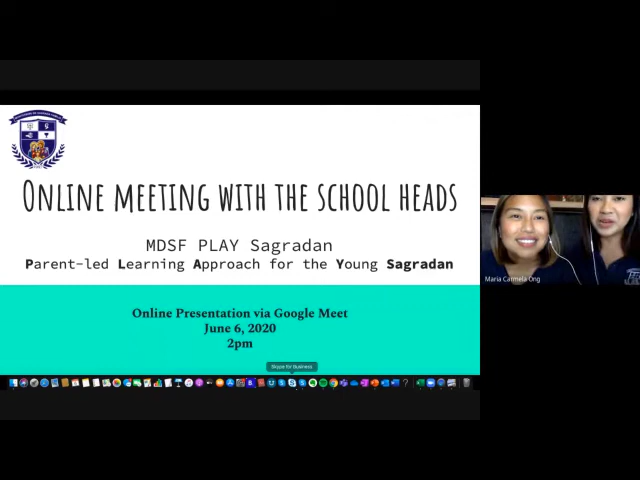 ONLINE MEETING WITH THE SCHOOL HEADS
MDSF PLAY Sagradan
Parent-led Learning Approach for the Young Sagradan
Online Presentation via Google Meet
June 6, 2020
2pm
Skype for Business
Maria Carmela Ong